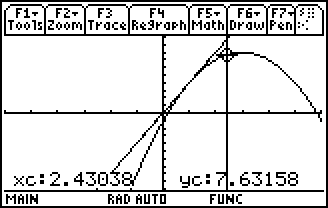 F1▾ F2▾ F3 F4 F5▾ F6▾ F7▾
Tools Zoom Trace Regraph Math Draw Pen
xc:2.43038 yc:7.63158
MAIN RAD AUTO FUNC